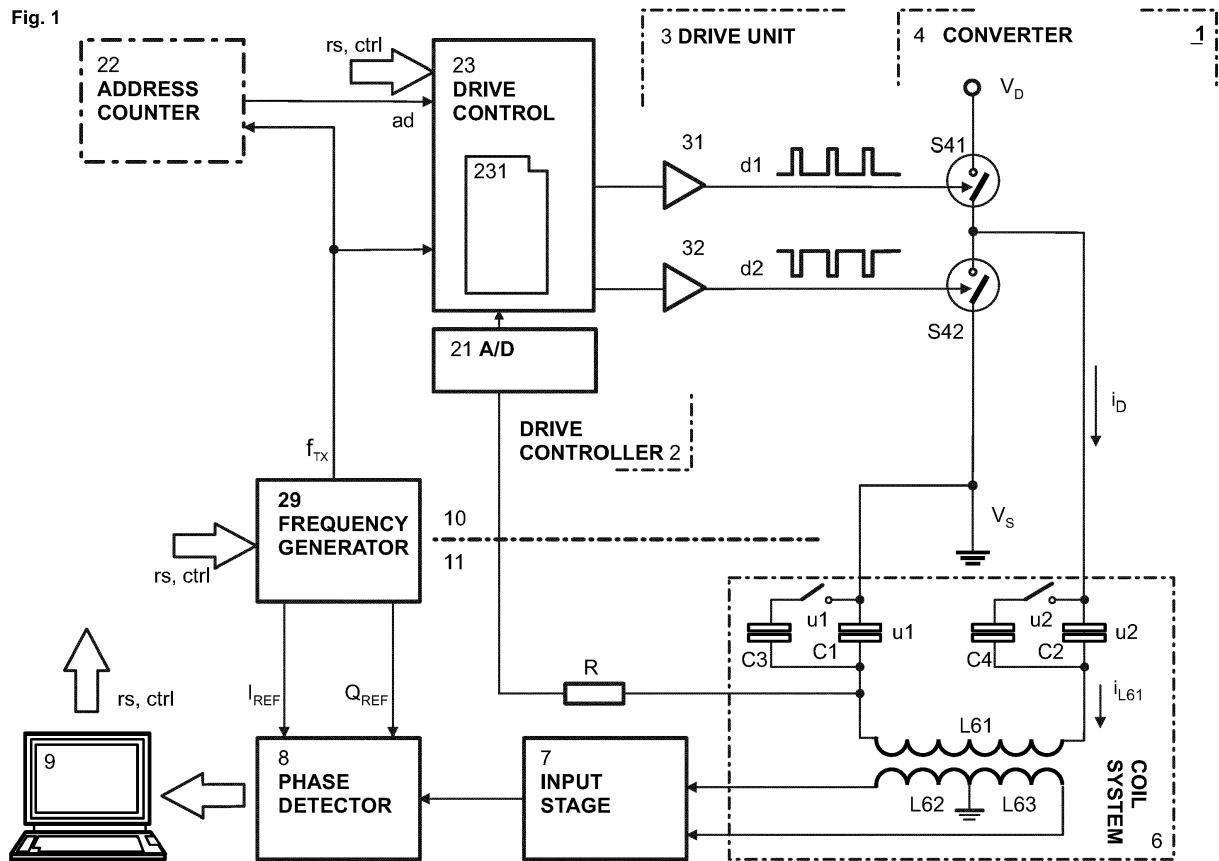 Fig. 1
22
ADDRESS
COUNTER
rs, ctrl
23
DRIVE
CONTROL
231
ad
3 DRIVE UNIT
4 CONVERTER
1
V_D
31
d1
S41
32
d2
S42
21 A/D
DRIVE
CONTROLLER 2
i_D
f_TX
29
FREQUENCY
GENERATOR
rs, ctrl
10
11
V_S
u1
u1
C3
C1
u2
u2
C4
C2
R
i_L61
rs, ctrl
I_REF
Q_REF
L61
L62
L63
COIL
SYSTEM
6
9
8
PHASE
DETECTOR
7
INPUT
STAGE